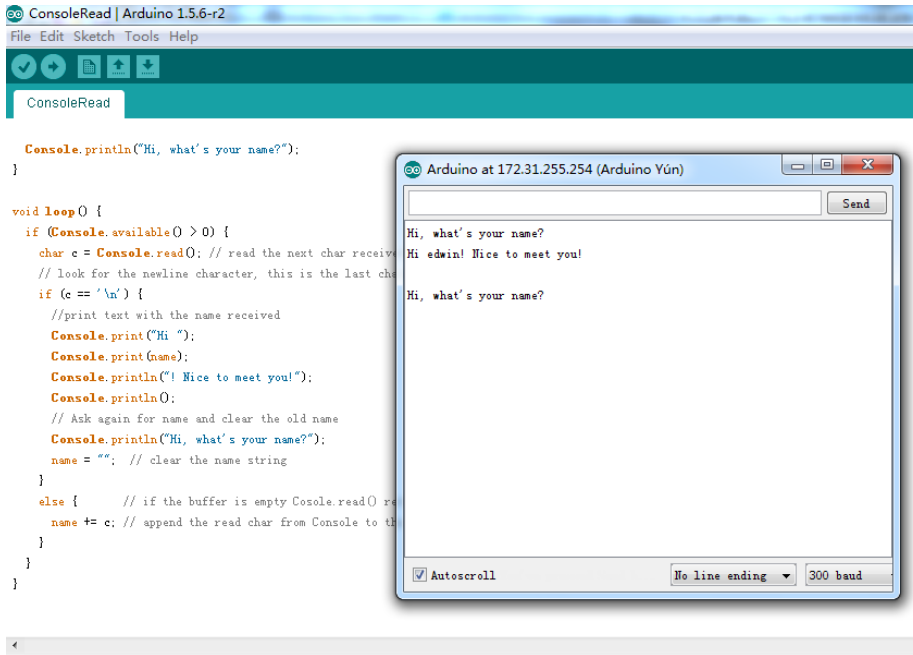 ConsoleRead | Arduino 1.5.6-r2
File Edit Sketch Tools Help
ConsoleRead
Console.println("Hi, what's your name?");
}
void loop() {
if (Console.available() > 0) {
char c = Console.read(); // read the next char receive
// look for the newline character, this is the last cha
if (c == '\n') {
//print text with the name received
Console.print("Hi ");
Console.print(name);
Console.println("! Nice to meet you!");
Console.println();
// Ask again for name and clear the old name
Console.println("Hi, what's your name?");
name = "";  // clear the name string
}
else {       // if the buffer is empty Cosole.read() re
name += c; // append the read char from Console to th
}
}
}
Arduino at 172.31.255.254 (Arduino Yún)
Send
Hi, what's your name?
Hi edwin! Nice to meet you!
Hi, what's your name?
Autoscroll
No line ending
300 baud